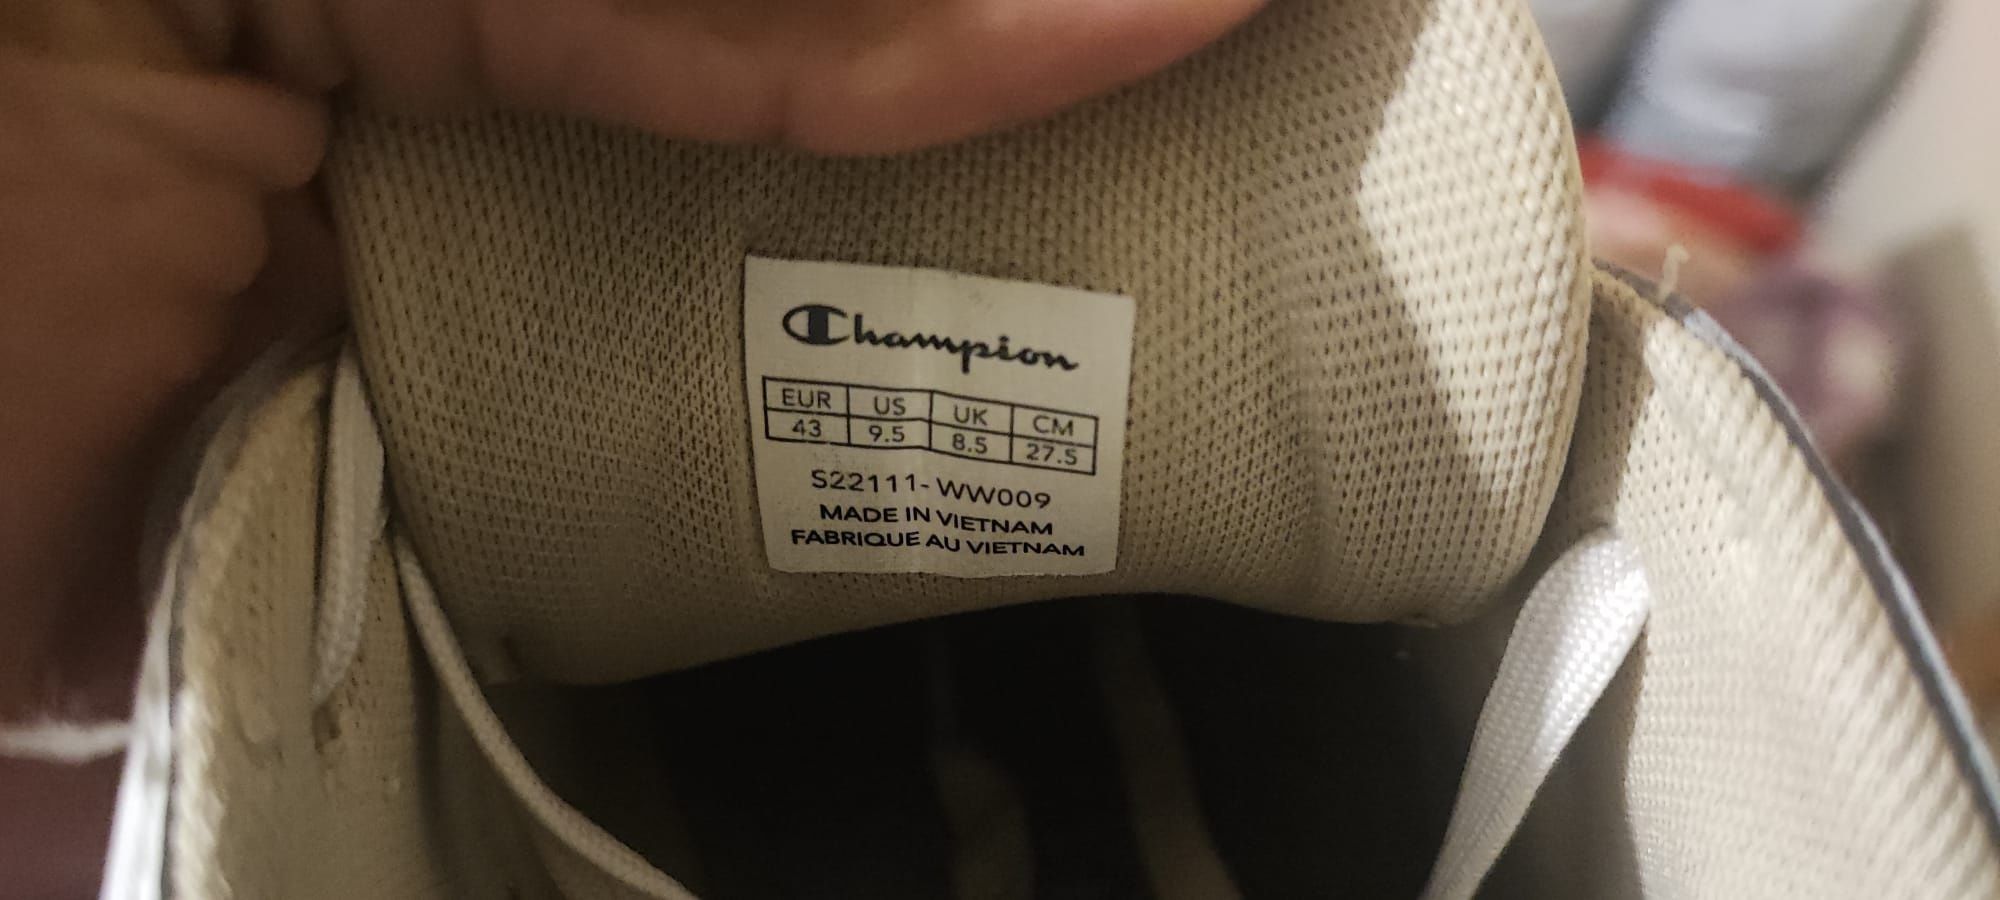 Champion
EUR US UK CM
43 9.5 8.5 27.5
S22111-WW009
MADE IN VIETNAM
FABRIQUE AU VIETNAM